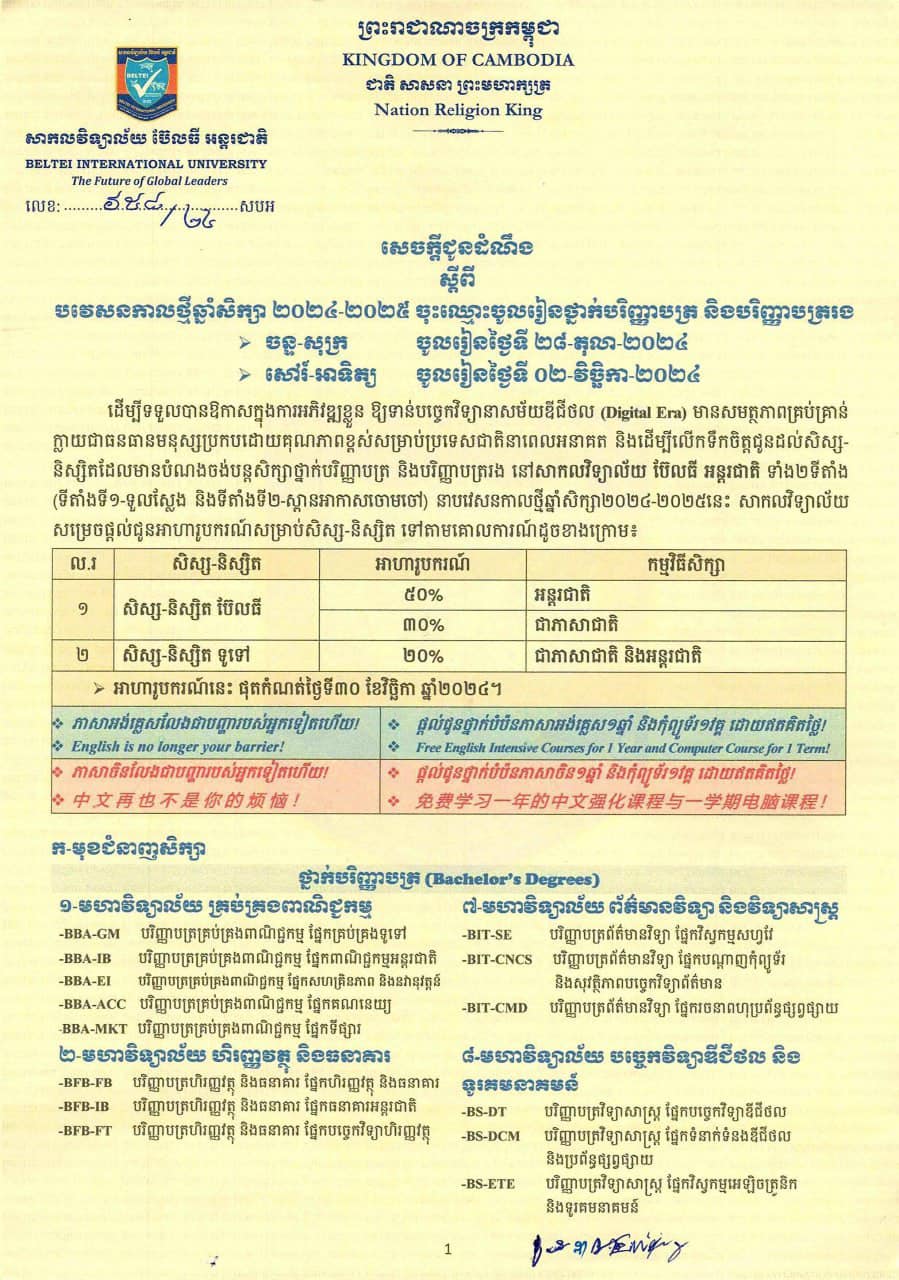 ព្រះរាជាណាចក្រកម្ពុជា
KINGDOM OF CAMBODIA
ជាតិ សាសនា ព្រះមហាក្សត្រ
Nation Religion King
BELTEI
សាកលវិទ្យាល័យ ប៊ែលធី អន្តរជាតិ
BELTEI INTERNATIONAL UNIVERSITY
The Future of Global Leaders
លេខ: ........៦៥៨/២៤........សបអ
សេចក្តីជូនដំណឹង
ស្តីពី
បវេសនកាលថ្មីឆ្នាំសិក្សា ២០២៤-២០២៥ ចុះឈ្មោះចូលរៀនថ្នាក់បរិញ្ញាបត្រ និងបរិញ្ញាបត្ររង
➢ ចន្ទ-សុក្រ ចូលរៀនថ្ងៃទី ២៨-តុលា-២០២៤
➢ សៅរ៍-អាទិត្យ ចូលរៀនថ្ងៃទី ០២-វិច្ឆិកា-២០២៤
ដើម្បីទទួលបានឱកាសក្នុងការអភិវឌ្ឍខ្លួន ឱ្យទាន់បច្ចេកវិទ្យានាសម័យឌីជីថល (Digital Era) មានសមត្ថភាពគ្រប់គ្រាន់
ក្លាយជាធនធានមនុស្សប្រកបដោយគុណភាពខ្ពស់សម្រាប់ប្រទេសជាតិនាពេលអនាគត និងដើម្បីលើកទឹកចិត្តជូនដល់សិស្ស-
និស្សិតដែលមានបំណងចង់បន្តសិក្សាថ្នាក់បរិញ្ញាបត្រ និងបរិញ្ញាបត្ររង នៅសាកលវិទ្យាល័យ ប៊ែលធី អន្តរជាតិ ទាំង២ទីតាំង
(ទីតាំងទី១-ទួលស្លែង និងទីតាំងទី២-ស្ពានអាកាសចោមចៅ) នាបវេសនកាលថ្មីឆ្នាំសិក្សា២០២៤-២០២៥នេះ សាកលវិទ្យាល័យ
សម្រេចផ្តល់ជូនអាហារូបករណ៍សម្រាប់សិស្ស-និស្សិត ទៅតាមគោលការណ៍ដូចខាងក្រោម៖
ល.រ សិស្ស-និស្សិត អាហារូបករណ៍ កម្មវិធីសិក្សា
១ សិស្ស-និស្សិត ប៊ែលធី ៥០% អន្តរជាតិ
៣០% ជាភាសាជាតិ
២ សិស្ស-និស្សិត ទូទៅ ២០% ជាភាសាជាតិ និងអន្តរជាតិ
➢ អាហារូបករណ៍នេះ ផុតកំណត់ថ្ងៃទី៣០ ខែវិច្ឆិកា ឆ្នាំ២០២៤។
❖ ភាសាអង់គ្លេសលែងជាបញ្ហារបស់អ្នកទៀតហើយ! ❖ ផ្តល់ជូនថ្នាក់បំប៉នភាសាអង់គ្លេស១ឆ្នាំ និងកុំព្យូទ័រ១វគ្គ ដោយឥតគិតថ្លៃ!
❖ English is no longer your barrier! ❖ Free English Intensive Courses for 1 Year and Computer Course for 1 Term!
❖ ភាសាចិនលែងជាបញ្ហារបស់អ្នកទៀតហើយ! ❖ ផ្តល់ជូនថ្នាក់បំប៉នភាសាចិន១ឆ្នាំ និងកុំព្យូទ័រ១វគ្គ ដោយឥតគិតថ្លៃ!
❖ 中文再也不是你的烦恼! ❖ 免费学习一年的中文强化课程与一学期电脑课程!
ក-មុខជំនាញសិក្សា
ថ្នាក់បរិញ្ញាបត្រ (Bachelor's Degrees)
១-មហាវិទ្យាល័យ គ្រប់គ្រងពាណិជ្ជកម្ម
-BBA-GM បរិញ្ញាបត្រគ្រប់គ្រងពាណិជ្ជកម្ម ផ្នែកគ្រប់គ្រងទូទៅ
-BBA-IB បរិញ្ញាបត្រគ្រប់គ្រងពាណិជ្ជកម្ម ផ្នែកពាណិជ្ជកម្មអន្តរជាតិ
-BBA-EI បរិញ្ញាបត្រគ្រប់គ្រងពាណិជ្ជកម្ម ផ្នែកសហគ្រិនភាព និងនវានុវត្តន៍
-BBA-ACC បរិញ្ញាបត្រគ្រប់គ្រងពាណិជ្ជកម្ម ផ្នែកគណនេយ្យ
-BBA-MKT បរិញ្ញាបត្រគ្រប់គ្រងពាណិជ្ជកម្ម ផ្នែកទីផ្សារ
២-មហាវិទ្យាល័យ ហិរញ្ញវត្ថុ និងធនាគារ
-BFB-FB បរិញ្ញាបត្រហិរញ្ញវត្ថុ និងធនាគារ ផ្នែកហិរញ្ញវត្ថុ និងធនាគារ
-BFB-IB បរិញ្ញាបត្រហិរញ្ញវត្ថុ និងធនាគារ ផ្នែកធនាគារអន្តរជាតិ
-BFB-FT បរិញ្ញាបត្រហិរញ្ញវត្ថុ និងធនាគារ ផ្នែកបច្ចេកវិទ្យាហិរញ្ញវត្ថុ
៧-មហាវិទ្យាល័យ ព័ត៌មានវិទ្យា និងវិទ្យាសាស្ត្រ
-BIT-SE បរិញ្ញាបត្រព័ត៌មានវិទ្យា ផ្នែកវិស្វកម្មសហ្វវែ
-BIT-CNCS បរិញ្ញាបត្រព័ត៌មានវិទ្យា ផ្នែកបណ្តាញកុំព្យូទ័រ
និងសុវត្ថិភាពបច្ចេកវិទ្យាព័ត៌មាន
-BIT-CMD បរិញ្ញាបត្រព័ត៌មានវិទ្យា ផ្នែករចនាពហុប្រព័ន្ធផ្សព្វផ្សាយ
៨-មហាវិទ្យាល័យ បច្ចេកវិទ្យាឌីជីថល និង
ទូរគមនាគមន៍
-BS-DT បរិញ្ញាបត្រវិទ្យាសាស្ត្រ ផ្នែកបច្ចេកវិទ្យាឌីជីថល
-BS-DCM បរិញ្ញាបត្រវិទ្យាសាស្ត្រ ផ្នែកទំនាក់ទំនងឌីជីថល
និងប្រព័ន្ធផ្សព្វផ្សាយ
-BS-ETE បរិញ្ញាបត្រវិទ្យាសាស្ត្រ ផ្នែកវិស្វកម្មអេឡិចត្រូនិក
និងទូរគមនាគមន៍
1